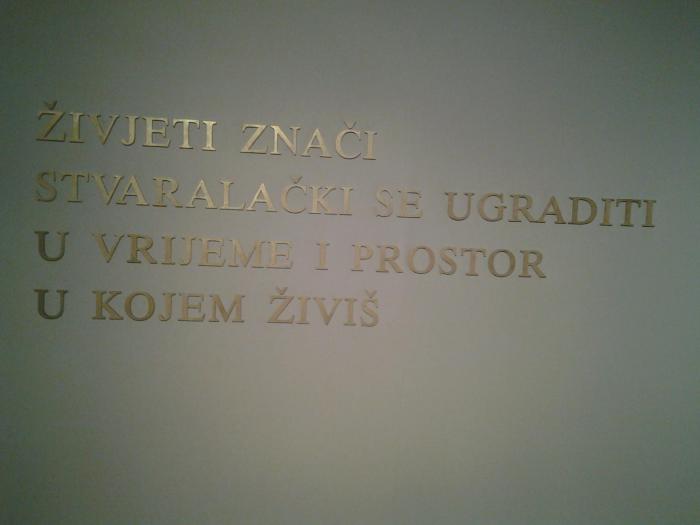 ŽIVJETI ZNAČI
STVARALAČKI SE UGRADITI
U VRIJEME I PROSTOR
U KOJEM ŽIVIŠ